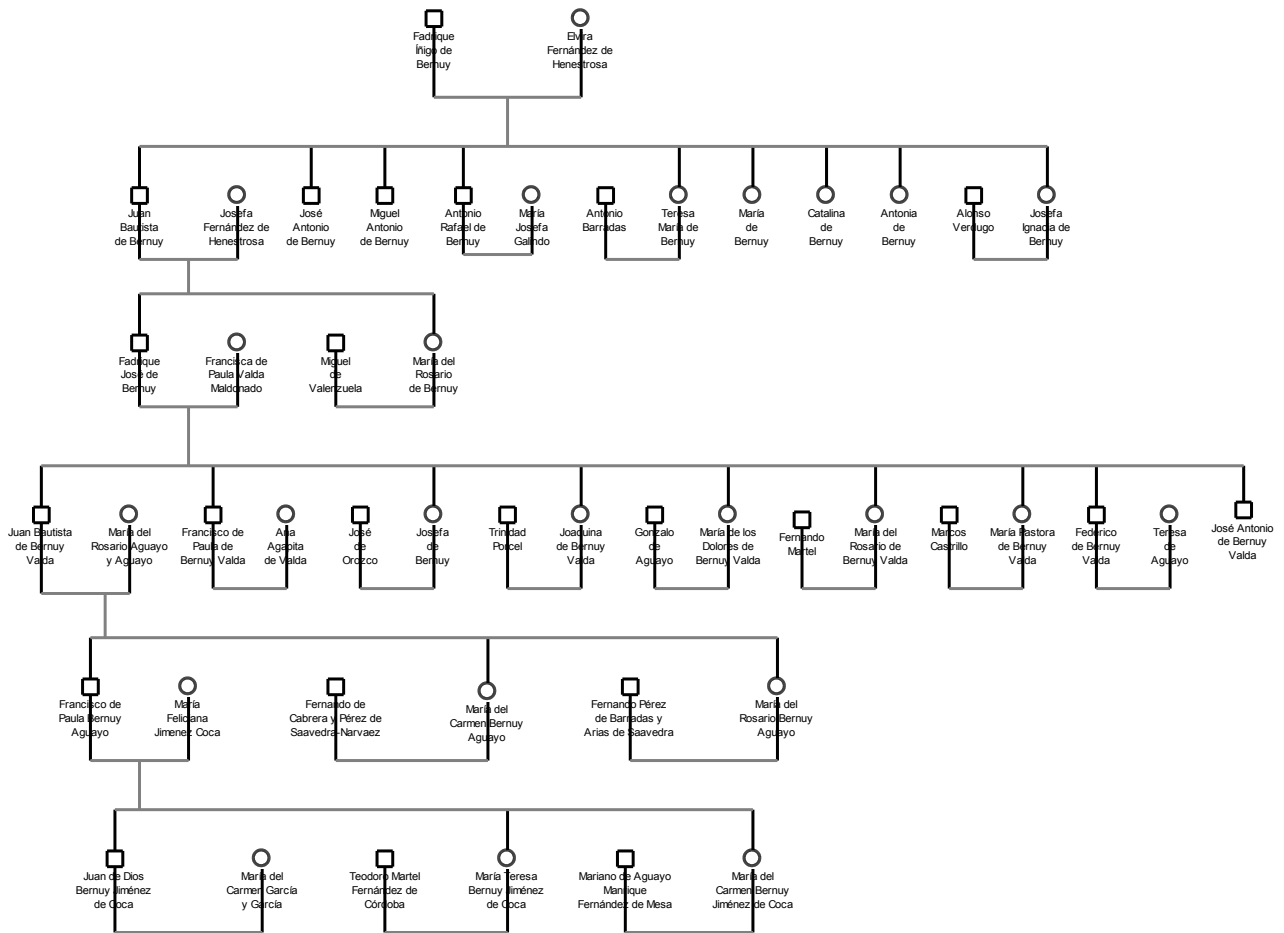 Fadrique
Íñigo de
Bernuy
Elvira
Fernández de
Henestrosa
Juan
Bautista
de Bernuy
Josefa
Fernández de
Henestrosa
José
Antonio
de Bernuy
Miguel
Antonio
de Bernuy
Antonio
Rafael de
Bernuy
María
Josefa
Galindo
Antonio
Barradas
Teresa
María de
Bernuy
María
de
Bernuy
Catalina
de
Bernuy
Antonia
de
Bernuy
Alonso
Verdugo
Josefa
Ignacia de
Bernuy
Fadrique
José de
Bernuy
Francisca de
Paula Valda
Maldonado
Miguel
de
Valenzuela
María del
Rosario
de Bernuy
Juan Bautista
de Bernuy
Valda
María del
Rosario Aguayo
y Aguayo
Francisco de
Paula de
Bernuy Valda
Ana
Agapita
de Valda
José
de
Orozco
Josefa
de
Bernuy
Trinidad
Porcel
Joaquina
de Bernuy
Valda
Gonzalo
de
Aguayo
María de los
Dolores de
Bernuy Valda
Fernando
Martel
María del
Rosario de
Bernuy Valda
Marcos
Castrillo
María Pastora
de Bernuy
Valda
Federico
de Bernuy
Valda
Teresa
de
Aguayo
José Antonio
de Bernuy
Valda
Francisco de
Paula Bernuy
Aguayo
María
Feliciana
Jimenez Coca
Fernando de
Cabrera y Pérez de
Saavedra-Narvaez
María del
Carmen Bernuy
Aguayo
Fernando Pérez
de Barradas y
Arias de Saavedra
María del
Rosario Bernuy
Aguayo
Juan de Dios
Bernuy Jiménez
de Coca
María del
Carmen García
y García
Teodoro Martel
Fernández de
Córdoba
María Teresa
Bernuy Jiménez
de Coca
Mariano de Aguayo
Manrique
Fernández de Mesa
María del
Carmen Bernuy
Jiménez de Coca